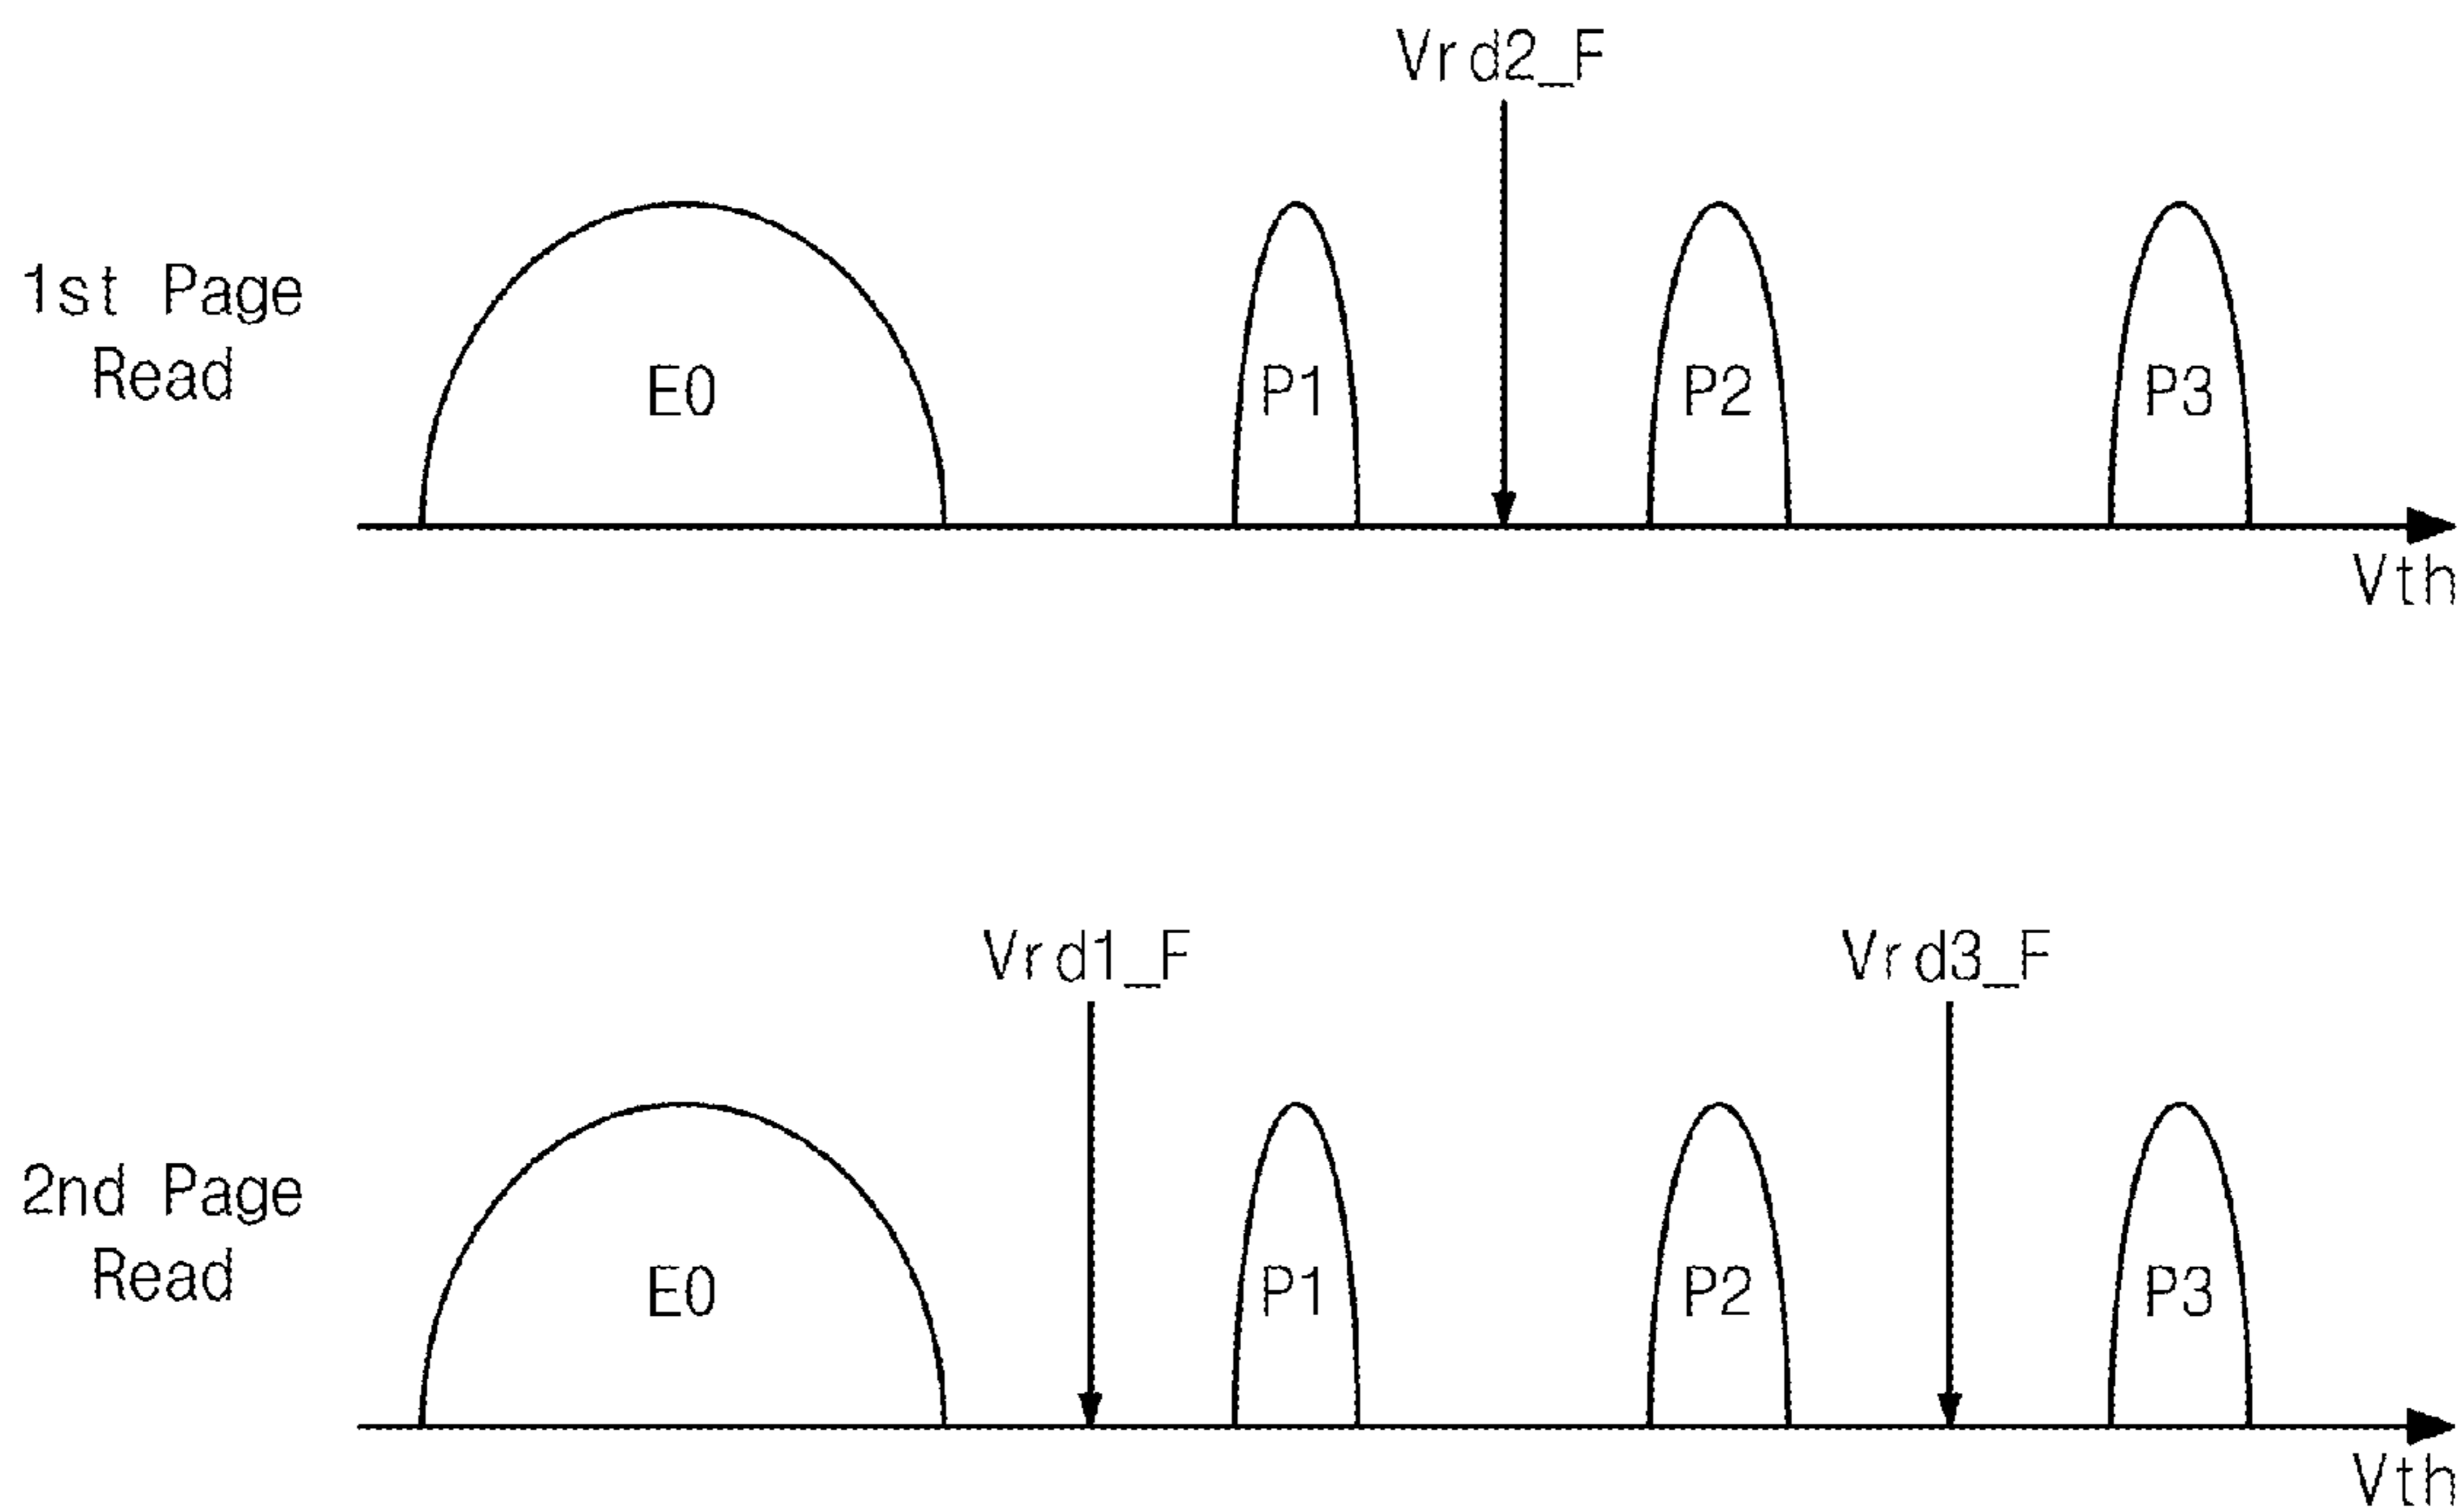 Vrd2_F
1st Page
Read
E0 P1 P2 P3
Vth
Vrd1_F Vrd3_F
2nd Page
Read
E0 P1 P2 P3
Vth